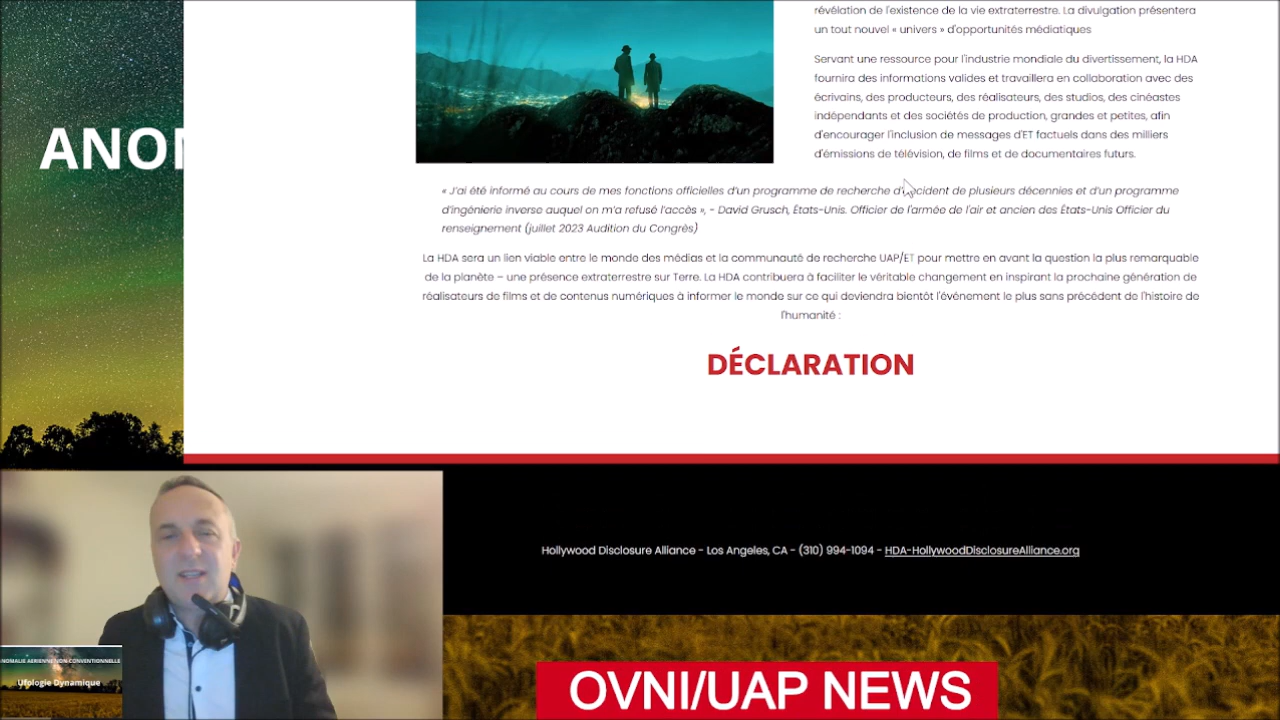 révélation de l'existence de la vie extraterrestre. La divulgation présentera
un tout nouvel « univers » d'opportunités médiatiques
Servant une ressource pour l'industrie mondiale du divertissement, la HDA
fournira des informations valides et travaillera en collaboration avec des
écrivains, des producteurs, des réalisateurs, des studios, des cinéastes
indépendants et des sociétés de production, grandes et petites, afin
d'encourager l'inclusion de messages d'ET factuels dans des milliers
d'émissions de télévision, de films et de documentaires futurs.
ANO
« J'ai été informé au cours de mes fonctions officielles d'un programme de recherche d'accident de plusieurs décennies et d'un programme
d'ingénierie inverse auquel on m'a refusé l'accès », - David Grusch, États-Unis. Officier de l'armée de l'air et ancien des États-Unis Officier du
renseignement (juillet 2023 Audition du Congrès)
La HDA sera un lien viable entre le monde des médias et la communauté de recherche UAP/ET pour mettre en avant la question la plus remarquable
de la planète – une présence extraterrestre sur Terre. La HDA contribuera à faciliter le véritable changement en inspirant la prochaine génération de
réalisateurs de films et de contenus numériques à informer le monde sur ce qui deviendra bientôt l'événement le plus sans précédent de l'histoire de
l'humanité :
DÉCLARATION
Hollywood Disclosure Alliance - Los Angeles, CA - (310) 994-1094 - HDA-HollywoodDisclosureAlliance.org
ANOMALIE AERIENNE NON CONVENTIONNELLE
Ufologie Dynamique
OVNI/UAP NEWS